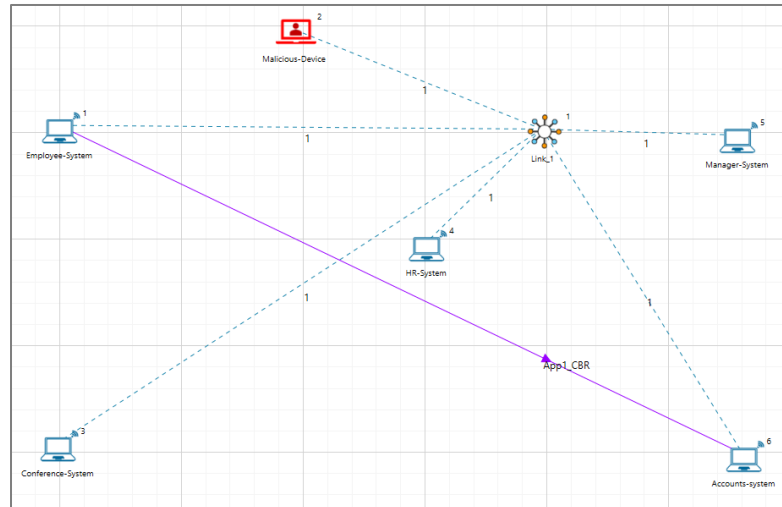 2
Malicious-Device
1
1
1
Employee-System
1
Link_1
5
1
Manager-System
1
4
HR-System
1
1
App1_CBR
3
Conference-System
6
Accounts-system